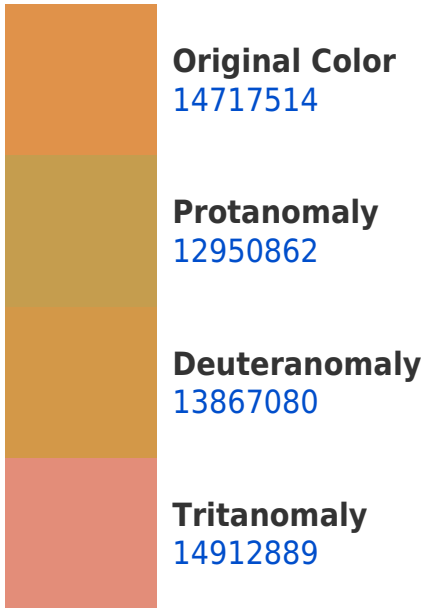 Original Color
14717514
Protanomaly
12950862
Deuteranomaly
13867080
Tritanomaly
14912889